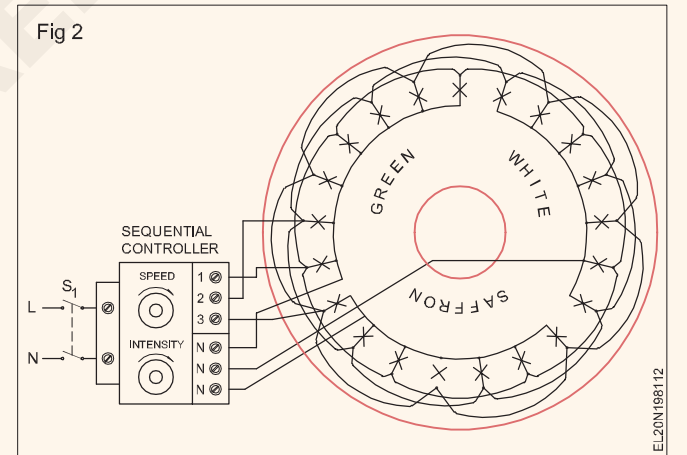 Fig 2
GREEN
WHITE
SAFFRON
SEQUENTIAL
CONTROLLER
S1
L
N
SPEED
INTENSITY
1
2
3
N
N
N
EL20N198112